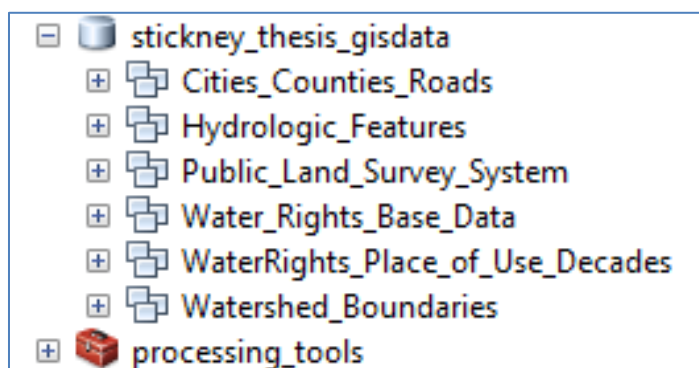 stickney_thesis_gisdata
Cities_Counties_Roads
Hydrologic_Features
Public_Land_Survey_System
Water_Rights_Base_Data
WaterRights_Place_of_Use_Decades
Watershed_Boundaries
processing_tools